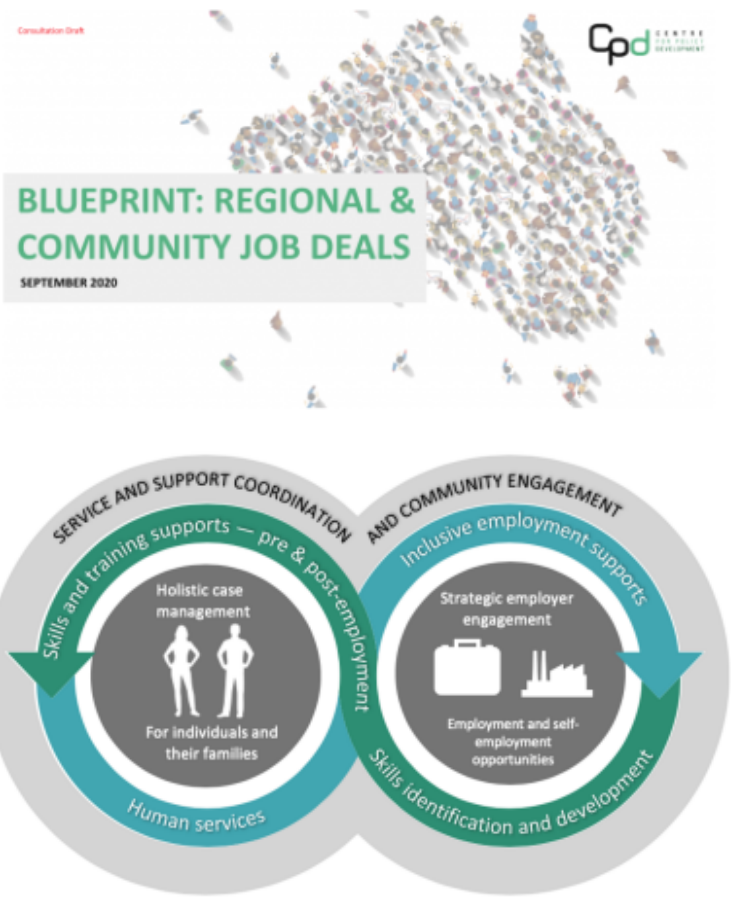 Consultation Draft
Cpd
CENTRE
FOR POLICY
DEVELOPMENT
BLUEPRINT: REGIONAL &
COMMUNITY JOB DEALS
SEPTEMBER 2020
SERVICE AND SUPPORT COORDINATION
AND COMMUNITY ENGAGEMENT
Skills and training supports — pre & post-employment
Inclusive employment supports
Holistic case
management
For individuals and
their families
Strategic employer
engagement
Employment and self-
employment
opportunities
Human services
Skills identification and development